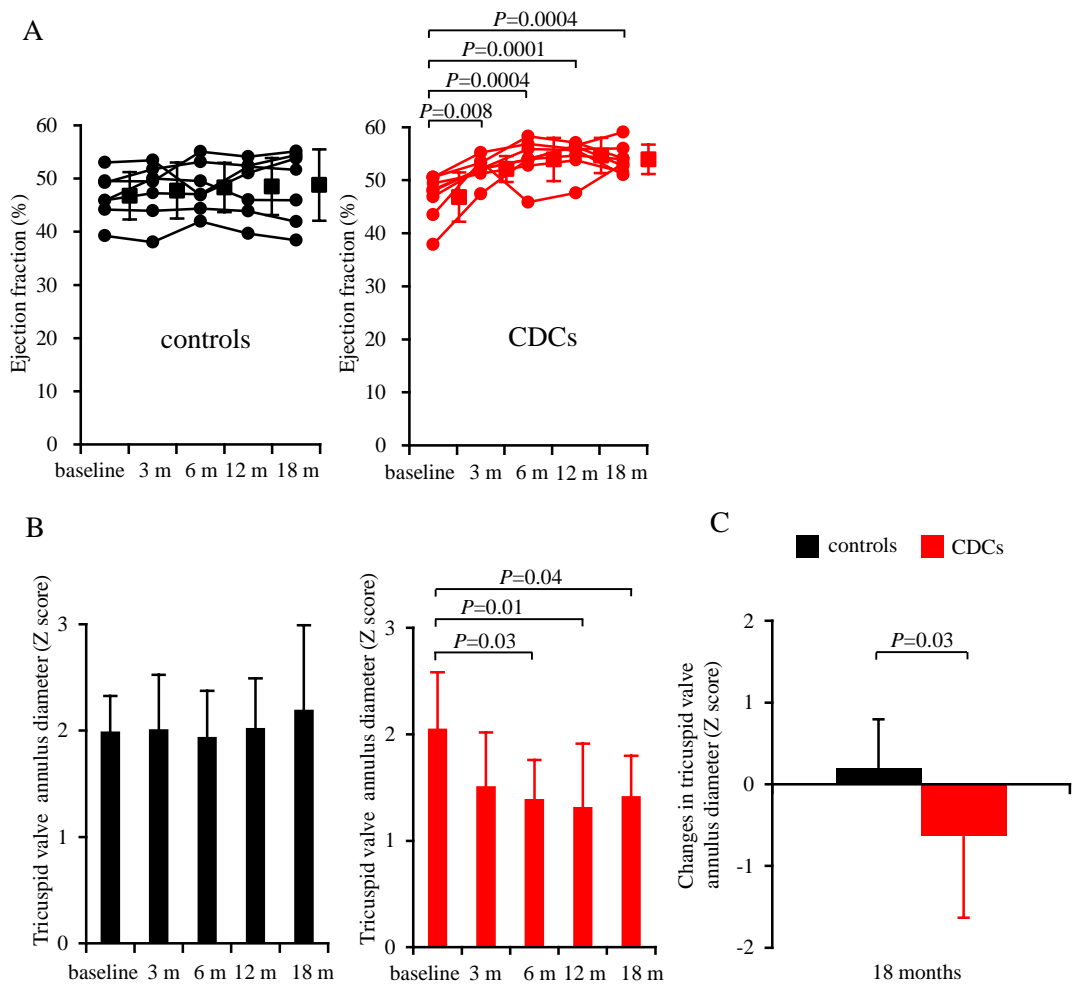 A
P=0.0004
P=0.0001
P=0.0004
P=0.008
Ejection fraction (%)
60
50
40
30
20
10
0
controls
baseline 3 m 6 m 12 m 18 m
Ejection fraction (%)
60
50
40
30
20
10
0
CDCs
baseline 3 m 6 m 12 m 18 m
B
Tricuspid valve annulus diameter (Z score)
3
2
1
0
baseline 3 m 6 m 12 m 18 m
Tricuspid valve annulus diameter (Z score)
3
2
1
0
P=0.04
P=0.01
P=0.03
baseline 3 m 6 m 12 m 18 m
C
controls CDCs
Changes in tricuspid valve
annulus diameter (Z score)
2
1
0
-1
-2
P=0.03
18 months